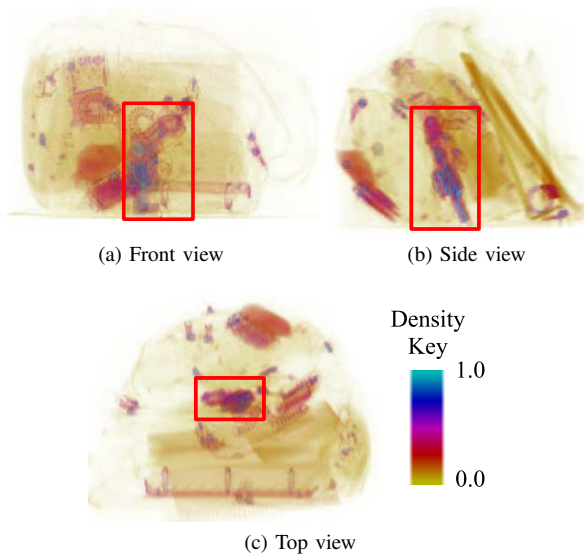 (a) Front view
(b) Side view
Density
Key
1.0
0.0
(c) Top view